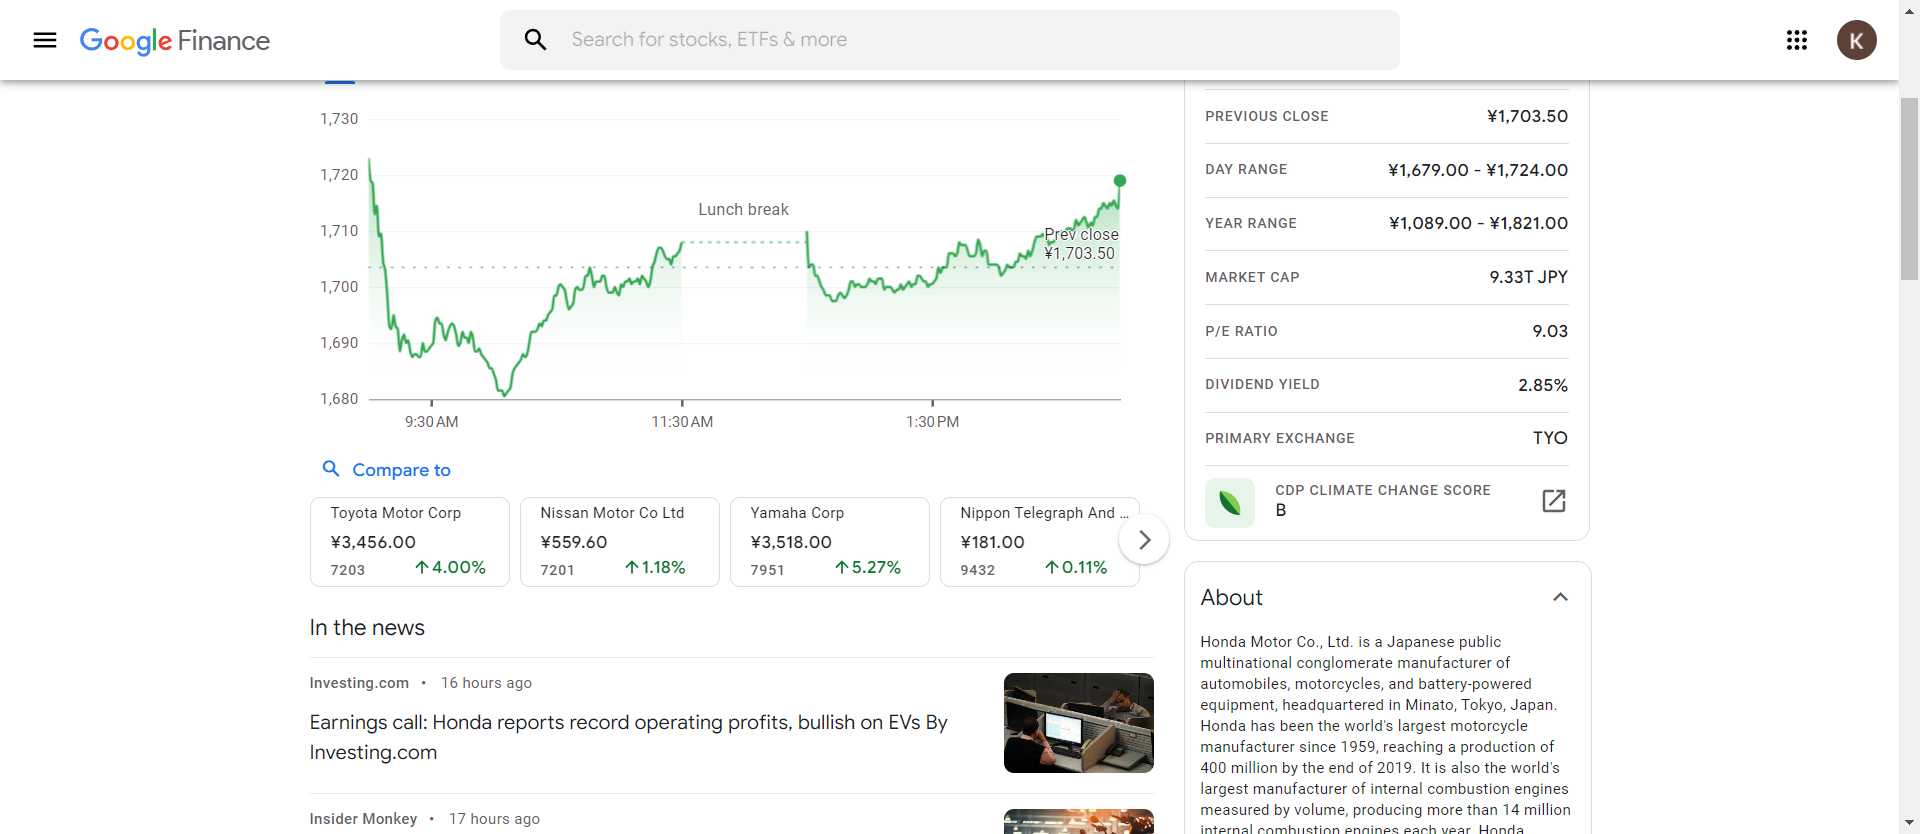 Google Finance
Search for stocks, ETFs & more
K
1,730
1,720
1,710
1,700
1,690
1,680
Lunch break
Prev close
¥1,703.50
9:30 AM
11:30 AM
1:30 PM
Compare to
Toyota Motor Corp
¥3,456.00
7203
4.00%
Nissan Motor Co Ltd
¥559.60
7201
1.18%
Yamaha Corp
¥3,518.00
7951
5.27%
Nippon Telegraph And ...
¥181.00
9432
0.11%
In the news
Investing.com • 16 hours ago
Earnings call: Honda reports record operating profits, bullish on EVs By
Investing.com
Insider Monkey • 17 hours ago
PREVIOUS CLOSE ¥1,703.50
DAY RANGE ¥1,679.00 - ¥1,724.00
YEAR RANGE ¥1,089.00 - ¥1,821.00
MARKET CAP 9.33T JPY
P/E RATIO 9.03
DIVIDEND YIELD 2.85%
PRIMARY EXCHANGE TYO
CDP CLIMATE CHANGE SCORE
B
About
Honda Motor Co., Ltd. is a Japanese public
multinational conglomerate manufacturer of
automobiles, motorcycles, and battery-powered
equipment, headquartered in Minato, Tokyo, Japan.
Honda has been the world's largest motorcycle
manufacturer since 1959, reaching a production of
400 million by the end of 2019. It is also the world's
largest manufacturer of internal combustion engines
measured by volume, producing more than 14 million
internal combustion engines each year. Honda